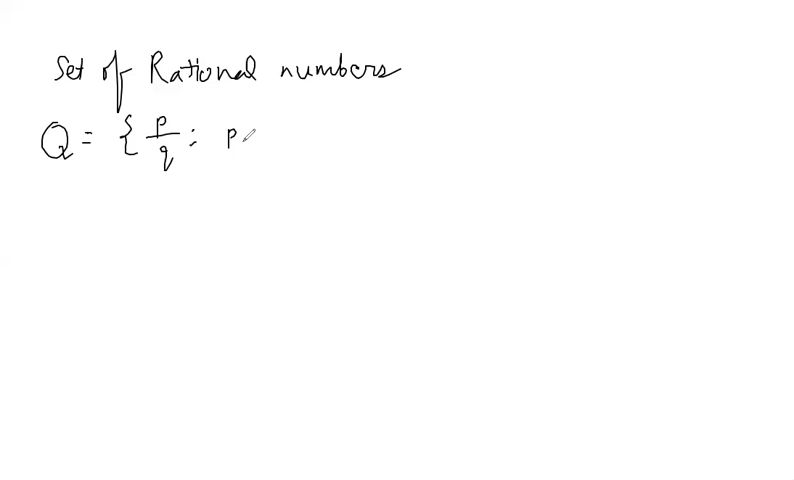 Set of Rational numbers
Q = { p/q : p